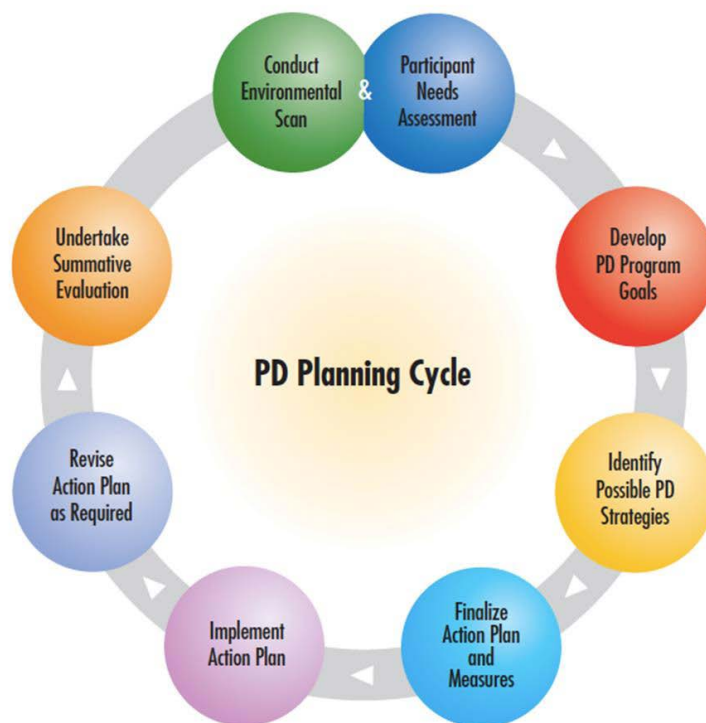 Conduct
Environmental
Scan
&
Participant
Needs
Assessment
Develop
PD Program
Goals
Identify
Possible PD
Strategies
Finalize
Action Plan
and
Measures
Implement
Action Plan
Revise
Action Plan
as Required
Undertake
Summative
Evaluation
PD Planning Cycle